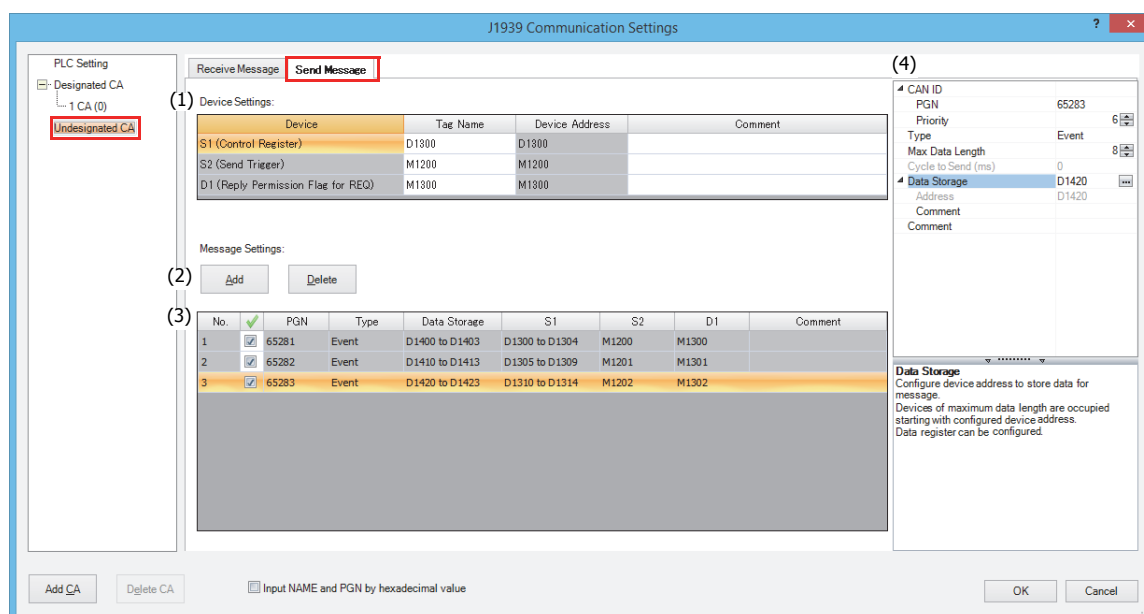 J1939 Communication Settings
? ×
PLC Setting
Designated CA
1 CA (0)
Undesignated CA
Receive Message Send Message
(1) Device Settings:
Device Tag Name Device Address Comment
S1 (Control Register) D1300 D1300
S2 (Send Trigger) M1200 M1200
D1 (Reply Permission Flag for REQ) M1300 M1300
Message Settings:
(2) Add Delete
(3) No. PGN Type Data Storage S1 S2 D1 Comment
1 65281 Event D1400 to D1403 D1300 to D1304 M1200 M1300
2 65282 Event D1410 to D1413 D1305 to D1309 M1201 M1301
3 65283 Event D1420 to D1423 D1310 to D1314 M1202 M1302
(4)
CAN ID
PGN 65283
Priority 6
Type Event
Max Data Length 8
Cycle to Send (ms) 0
Data Storage D1420 ...
Address D1420
Comment
Comment
Data Storage
Configure device address to store data for
message.
Devices of maximum data length are occupied
starting with configured device address.
Data register can be configured.
Add CA Delete CA Input NAME and PGN by hexadecimal value OK Cancel